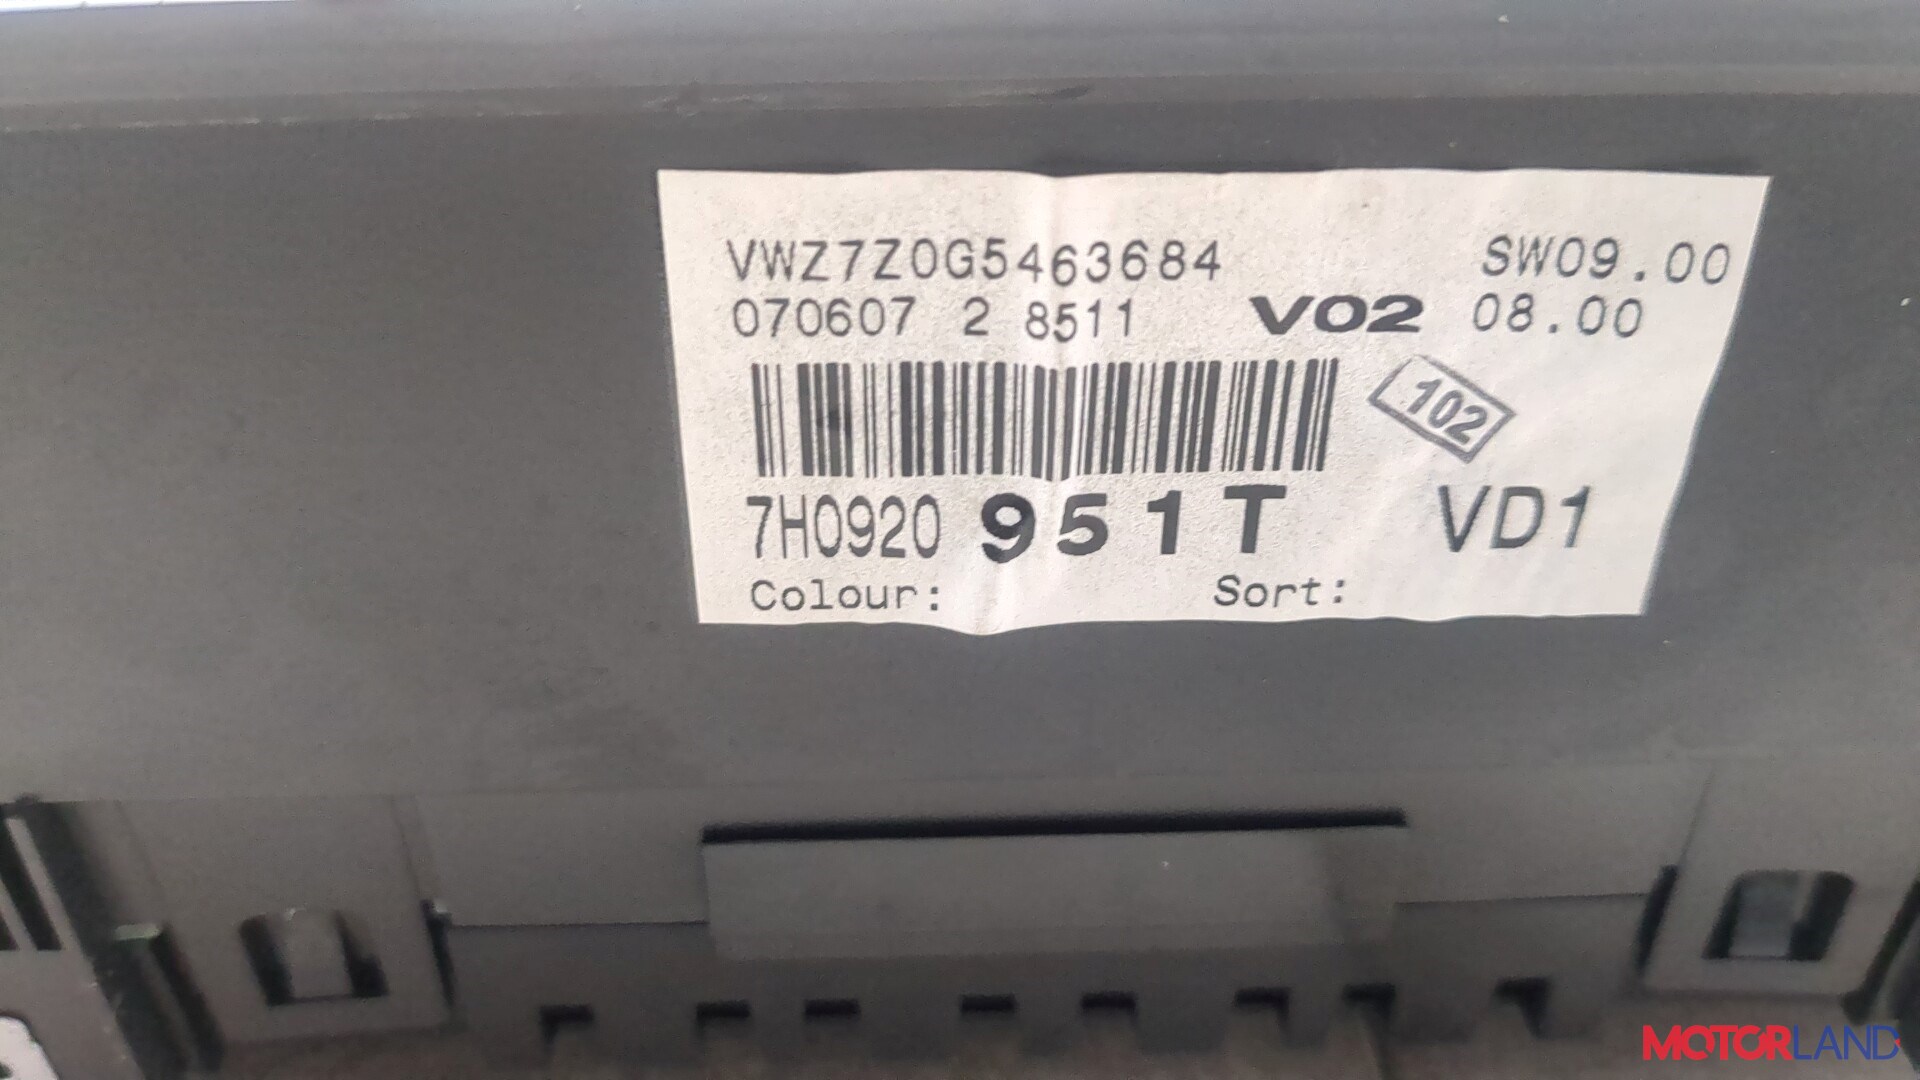 VWZ7Z0G5463684 SW09.00
070607 2 8511 V02 08.00
102
7H0920 951T VD1
Colour: Sort:
MOTORLAND